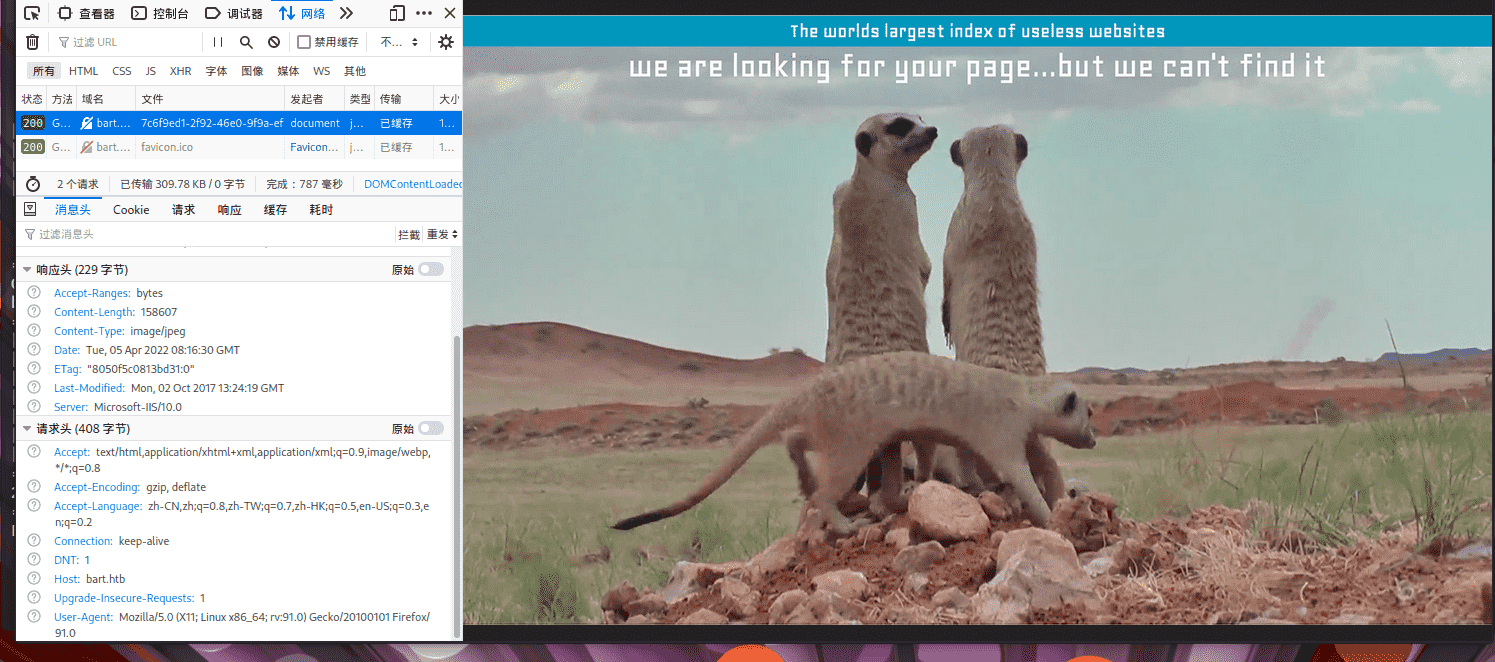 查看器 控制台 调试器 网络
过滤 URL 禁用缓存 不...
所有 HTML CSS JS XHR 字体 图像 媒体 WS 其他
状态 方法 域名 文件 发起者 类型 传输 大小
200 G... bart.... 7c6f9ed1-2f92-46e0-9f9a-ef document j... 已缓存 1...
200 G... bart.... favicon.ico Favicon... j... 已缓存 1...
2 个请求 已传输 309.78 KB / 0 字节 完成：787 毫秒 DOMContentLoaded
消息头 Cookie 请求 响应 缓存 耗时
过滤消息头 拦截 重发
响应头 (229 字节) 原始
Accept-Ranges: bytes
Content-Length: 158607
Content-Type: image/jpeg
Date: Tue, 05 Apr 2022 08:16:30 GMT
ETag: "8050f5c0813bd31:0"
Last-Modified: Mon, 02 Oct 2017 13:24:19 GMT
Server: Microsoft-IIS/10.0
请求头 (408 字节) 原始
Accept: text/html,application/xhtml+xml,application/xml;q=0.9,image/webp,
*/*;q=0.8
Accept-Encoding: gzip, deflate
Accept-Language: zh-CN,zh;q=0.8,zh-TW;q=0.7,zh-HK;q=0.5,en-US;q=0.3,e
n;q=0.2
Connection: keep-alive
DNT: 1
Host: bart.htb
Upgrade-Insecure-Requests: 1
User-Agent: Mozilla/5.0 (X11; Linux x86_64; rv:91.0) Gecko/20100101 Firefox/
91.0
The worlds largest index of useless websites
we are looking for your page...but we can't find it